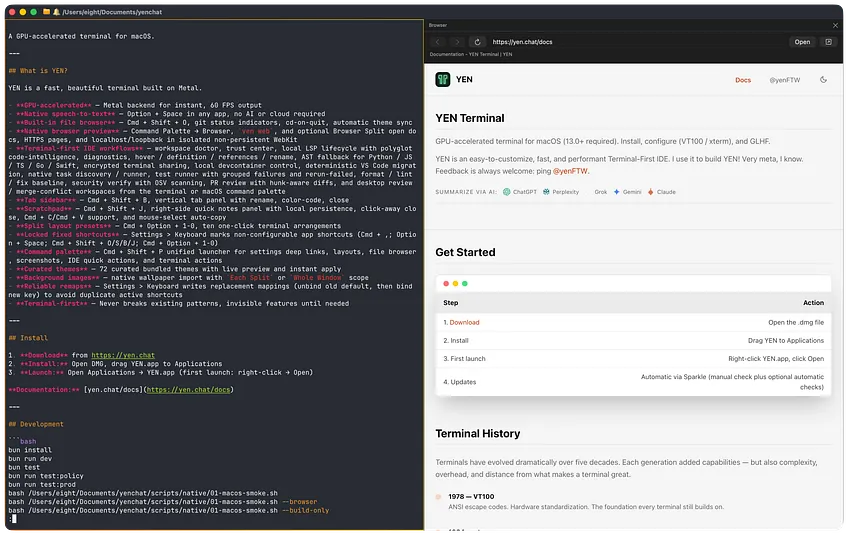 /Users/eight/Documents/yenchat
A GPU-accelerated terminal for macOS.
---
## What is YEN?
YEN is a fast, beautiful terminal built on Metal.
- **GPU-accelerated** — Metal backend for instant, 60 FPS output
- **Native speech-to-text** — Option + Space in any app, no AI or cloud required
- **Built-in file browser** — Cmd + Shift + O, git status indicators, cd-on-quit, automatic theme sync
- **Native browser preview** — Command Palette → Browser, `yen web`, and optional Browser Split open do
cs, HTTPS pages, and localhost/loopback in isolated non-persistent WebKit
- **Terminal-first IDE workflows** — workspace doctor, trust center, local LSP lifecycle with polyglot
code-intelligence, diagnostics, hover / definition / references / rename, AST fallback for Python / JS
/ TS / Go / Swift, encrypted terminal sharing, local devcontainer control, deterministic VS Code migrat
ion, native task discovery / runner, test runner with grouped failures and rerun-failed, format / lint
/ fix baseline, security verify with OSV scanning, PR review with hunk-aware diffs, and desktop review
/ merge-conflict workspaces from the terminal or macOS command palette
- **Tab sidebar** — Cmd + Shift + B, vertical tab panel with rename, color-code, close
- **Scratchpad** — Cmd + Shift + J, right-side quick notes panel with local persistence, click-away clo
se, Cmd + C/Cmd + V support, and mouse-select auto-copy
- **Split layout presets** — Cmd + Option + 1-0, ten one-click terminal arrangements
- **Locked fixed shortcuts** — Settings > Keyboard marks non-configurable app shortcuts (Cmd + ,; Optio
n + Space; Cmd + Shift + O/S/B/J; Cmd + Option + 1-0)
- **Command palette** — Cmd + Shift + P unified launcher for settings deep links, layouts, file browser
, screenshots, IDE quick actions, and terminal actions
- **Curated themes** — 72 curated bundled themes with live preview and instant apply
- **Background images** — native wallpaper import with `Each Split` or `Whole Window` scope
- **Reliable remaps** — Settings > Keyboard writes replacement mappings (unbind old default, then bind
new key) to avoid duplicate active shortcuts
- **Terminal-first** — Never breaks existing patterns, invisible features until needed
---
## Install
1. **Download** from https://yen.chat
2. **Install:** Open DMG, drag YEN.app to Applications
3. **Launch:** Open Applications → YEN.app (first launch: right-click → Open)
**Documentation:** [yen.chat/docs](https://yen.chat/docs)
---
## Development
```bash
bun install
bun run dev
bun test
bun run test:policy
bun run test:prod
bash /Users/eight/Documents/yenchat/scripts/native/01-macos-smoke.sh
bash /Users/eight/Documents/yenchat/scripts/native/01-macos-smoke.sh --browser
bash /Users/eight/Documents/yenchat/scripts/native/01-macos-smoke.sh --build-only
:
Browser
https://yen.chat/docs
Open
Documentation - YEN Terminal | YEN
YEN
Docs
@yenFTW
YEN Terminal
GPU-accelerated terminal for macOS (13.0+ required). Install, configure (VT100 / xterm), and GLHF.
YEN is an easy-to-customize, fast, and performant Terminal-First IDE. I use it to build YEN! Very meta, I know.
Feedback is always welcome: ping @yenFTW.
SUMMARIZE VIA AI: ChatGPT Perplexity Grok Gemini Claude
Get Started
Step Action
1. Download Open the .dmg file
2. Install Drag YEN to Applications
3. First launch Right-click YEN.app, click Open
4. Updates Automatic via Sparkle (manual check plus optional automatic
checks)
Terminal History
Terminals have evolved dramatically over five decades. Each generation added capabilities — but also complexity,
overhead, and distance from what makes a terminal great.
1978 — VT100
ANSI escape codes. Hardware standardization. The foundation every terminal still builds on.